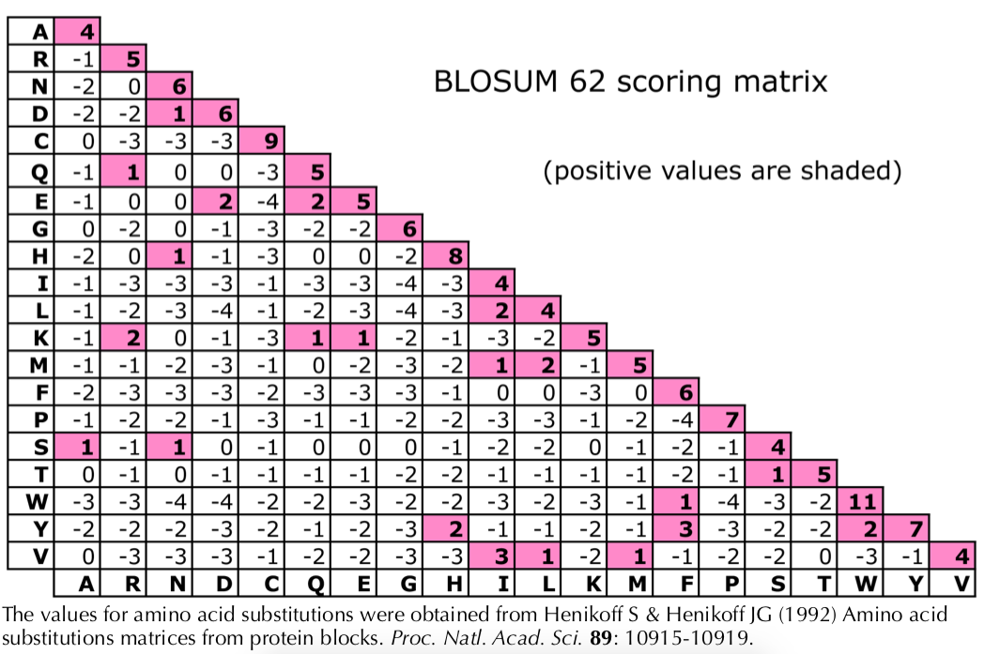 A 4
R -1 5
BLOSUM 62 scoring matrix
N -2 0 6
D -2 -2 1 6
C 0 -3 -3 -3 9
Q -1 1 0 0 -3 5
(positive values are shaded)
E -1 0 0 2 -4 2 5
G 0 -2 0 -1 -3 -2 -2 6
H -2 0 1 -1 -3 0 0 -2 8
I -1 -3 -3 -3 -1 -3 -3 -4 -3 4
L -1 -2 -3 -4 -1 -2 -3 -4 -3 2 4
K -1 2 0 -1 -3 1 1 -2 -1 -3 -2 5
M -1 -1 -2 -3 -1 0 -2 -3 -2 1 2 -1 5
F -2 -3 -3 -3 -2 -3 -3 -3 -1 0 0 -3 0 6
P -1 -2 -2 -1 -3 -1 -1 -2 -2 -3 -3 -1 -2 -4 7
S 1 -1 1 0 -1 0 0 0 -1 -2 -2 0 -1 -2 -1 4
T 0 -1 0 -1 -1 -1 -1 -2 -2 -1 -1 -1 -1 -2 -1 1 5
W -3 -3 -4 -4 -2 -2 -3 -2 -2 -3 -2 -3 -1 1 -4 -3 -2 11
Y -2 -2 -2 -3 -2 -1 -2 -3 2 -1 -1 -2 -1 3 -3 -2 -2 2 7
V 0 -3 -3 -3 -1 -2 -2 -3 -3 3 1 -2 1 -1 -2 -2 0 -3 -1 4
A R N D C Q E G H I L K M F P S T W Y V
The values for amino acid substitutions were obtained from Henikoff S & Henikoff JG (1992) Amino acid
substitutions matrices from protein blocks. Proc. Natl. Acad. Sci. 89: 10915-10919.